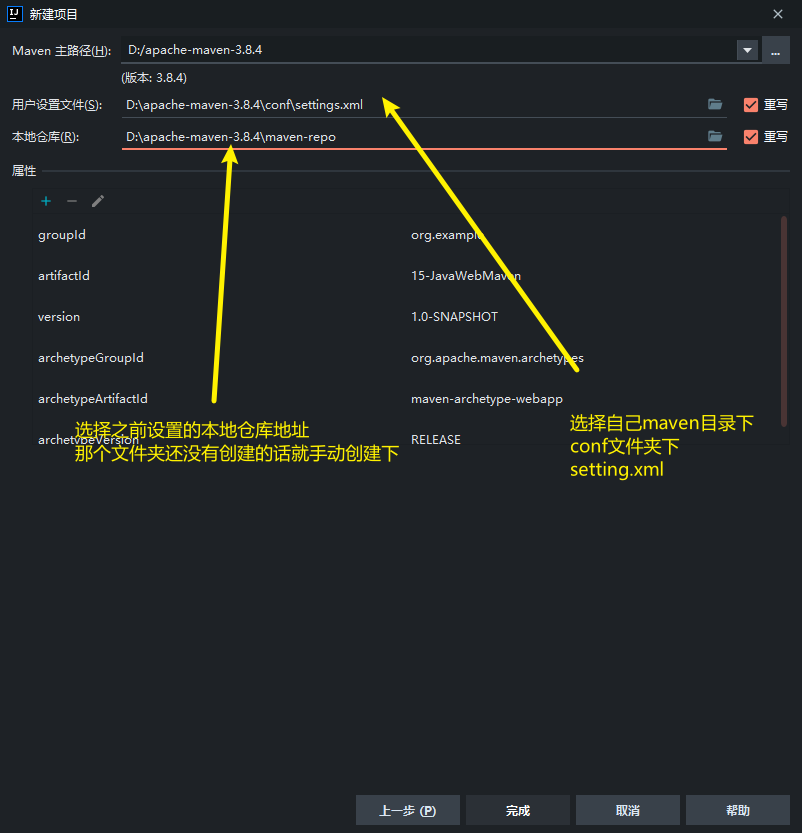 新建项目
Maven 主路径(H): D:/apache-maven-3.8.4 ...
(版本: 3.8.4)
用户设置文件(S): D:\apache-maven-3.8.4\conf\settings.xml 重写
本地仓库(R): D:\apache-maven-3.8.4\maven-repo 重写
属性
groupId org.example
artifactId 15-JavaWebMaven
version 1.0-SNAPSHOT
archetypeGroupId org.apache.maven.archetypes
archetypeArtifactId maven-archetype-webapp
archetypeVersion RELEASE
选择之前设置的本地仓库地址
那个文件夹还没有创建的话就手动创建下
选择自己maven目录下
conf文件夹下
setting.xml
上一步 (P) 完成 取消 帮助